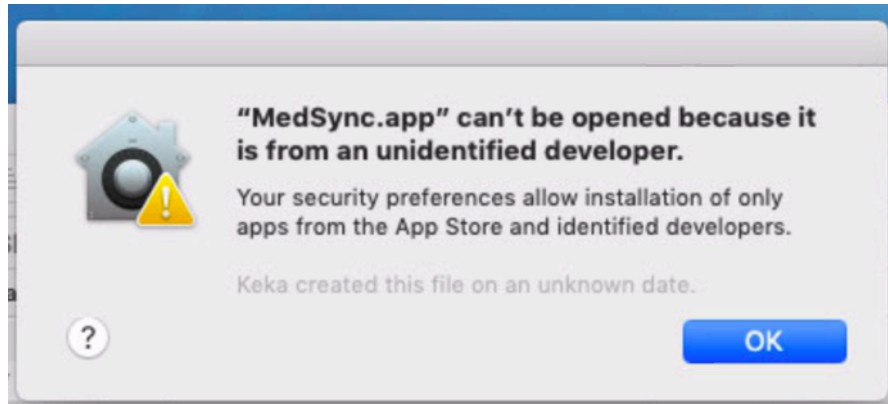 “MedSync.app” can’t be opened because it
is from an unidentified developer.
Your security preferences allow installation of only
apps from the App Store and identified developers.
Keka created this file on an unknown date.
?
OK